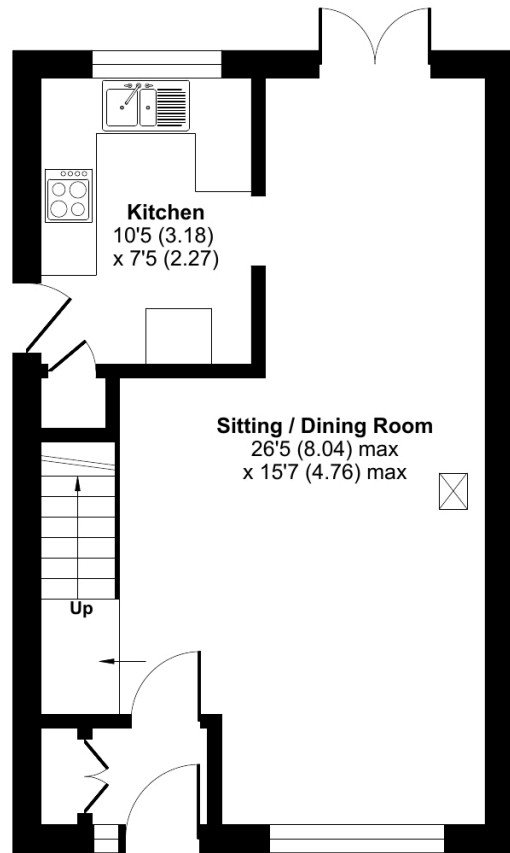 Kitchen
10'5 (3.18)
x 7'5 (2.27)
Sitting / Dining Room
26'5 (8.04) max
x 15'7 (4.76) max
Up